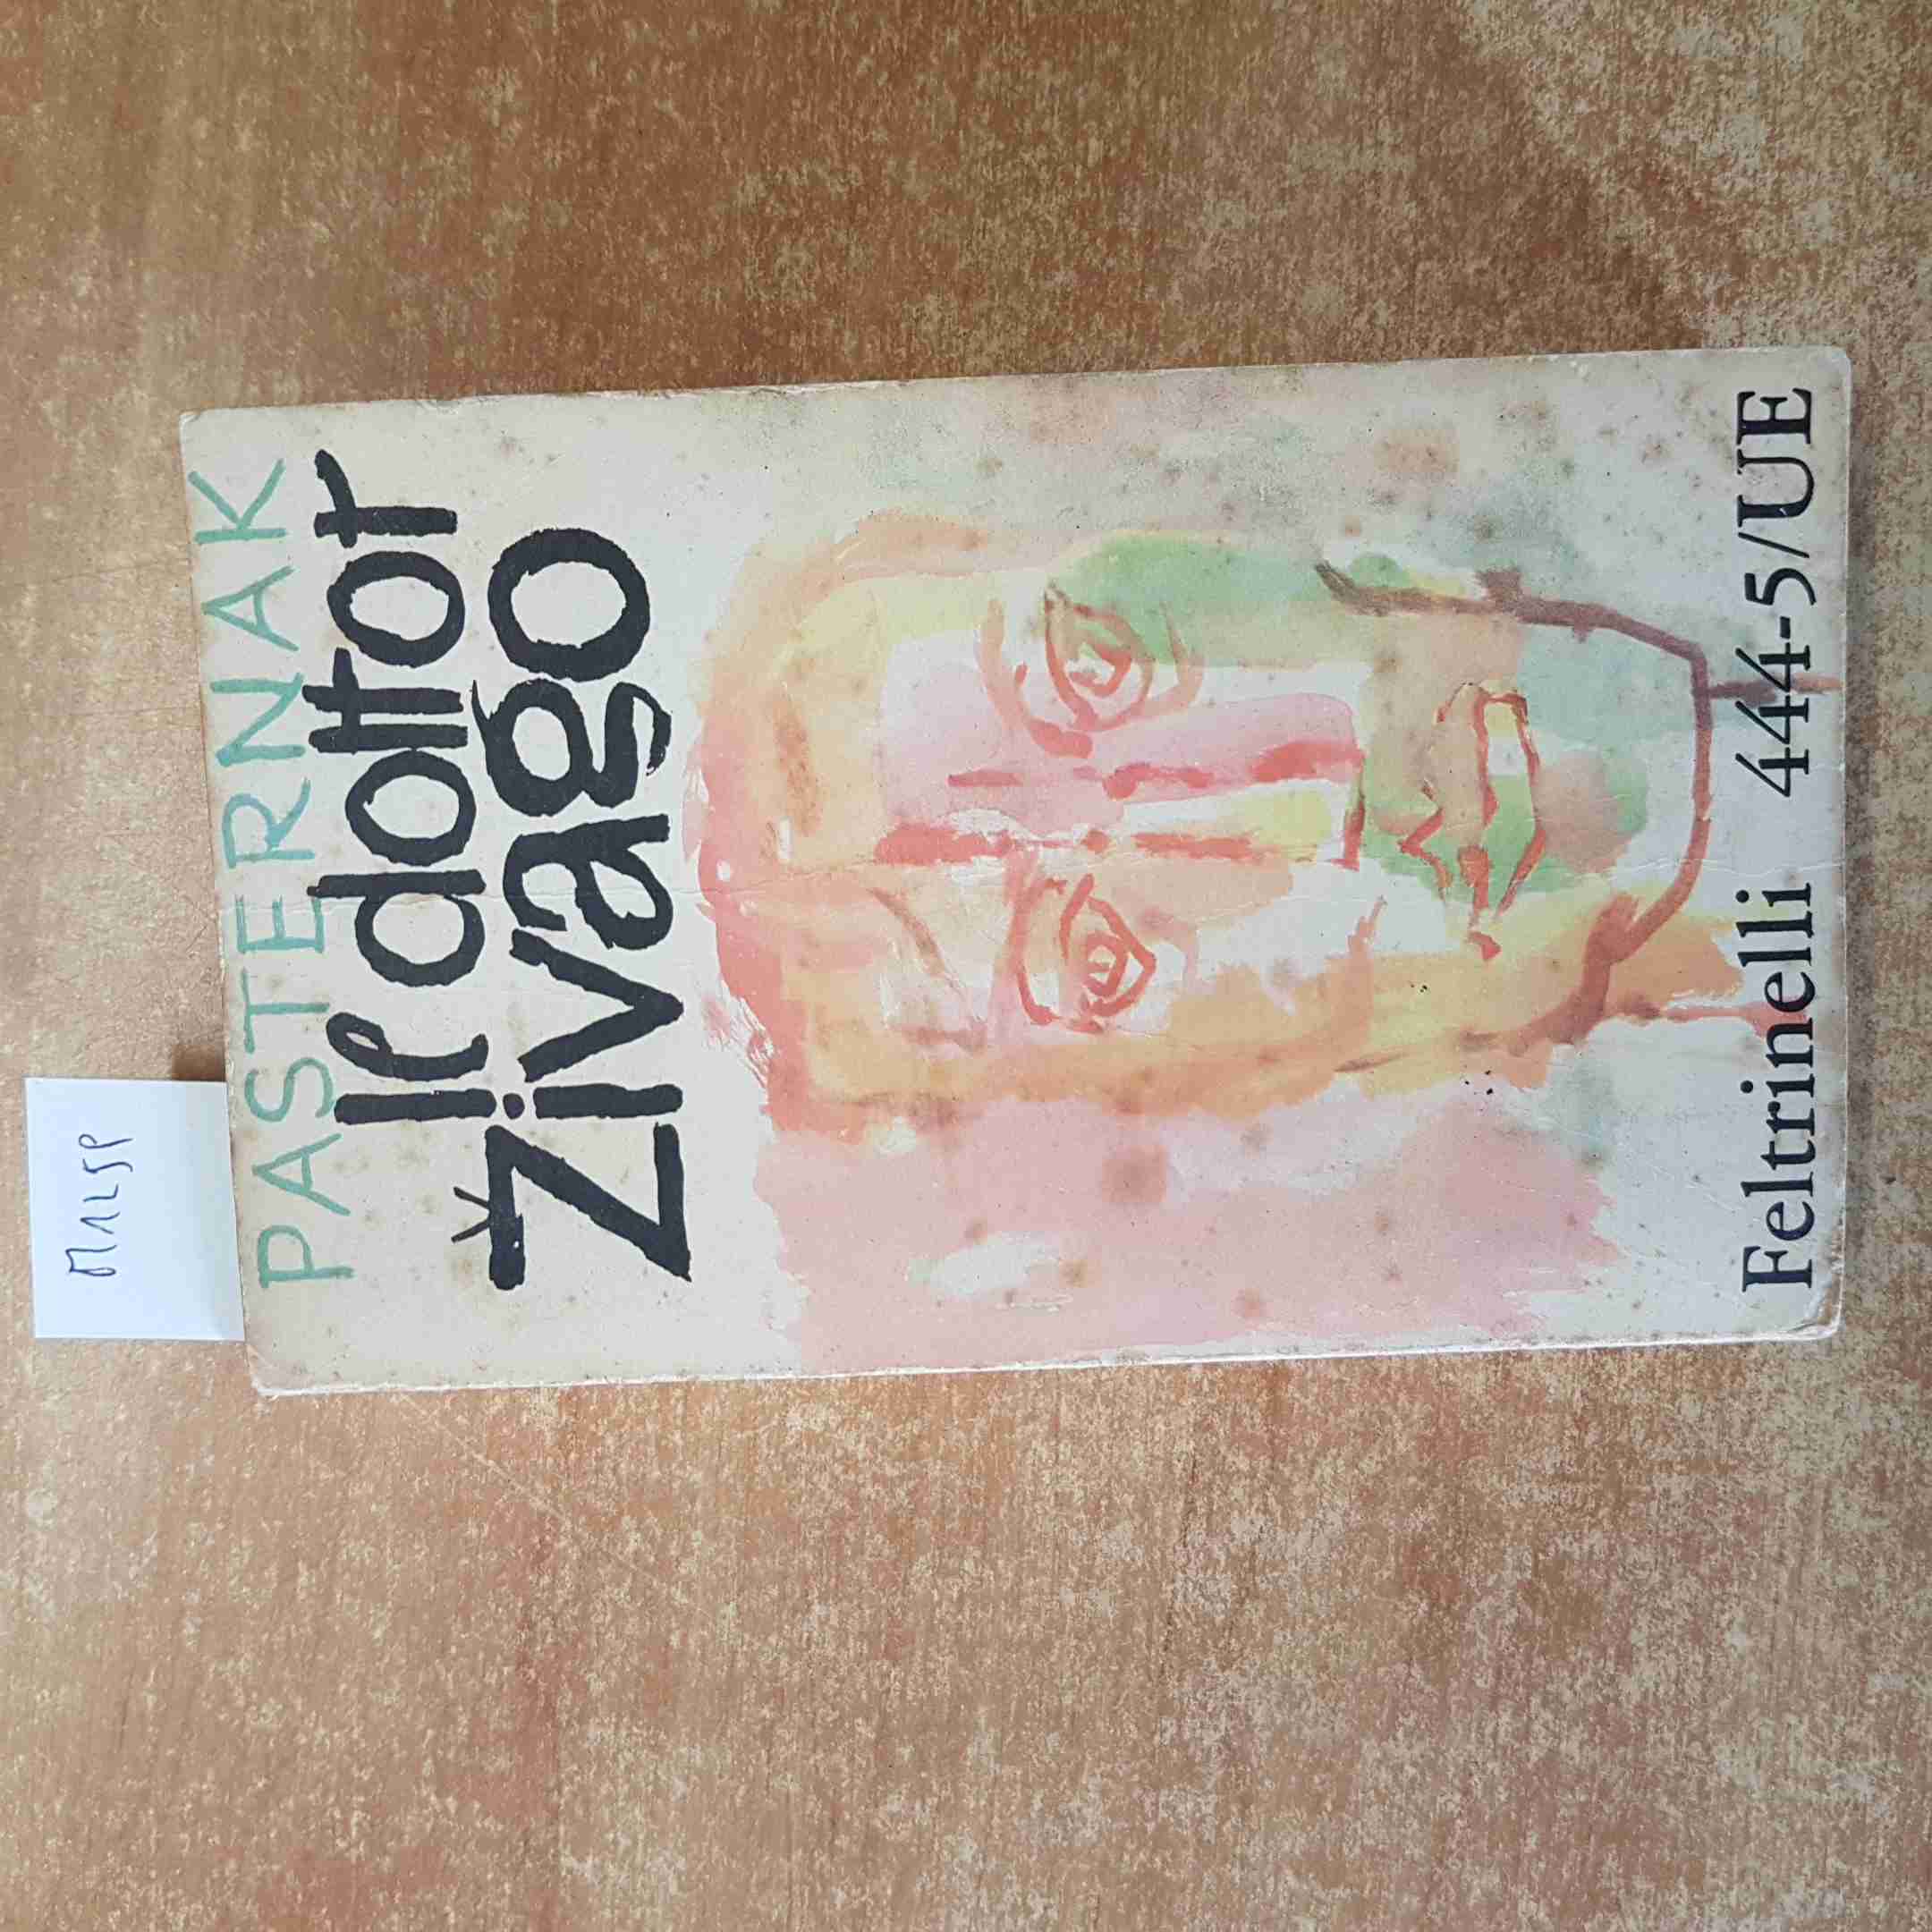 PASTERNAK
Il dottor
Živago
Feltrinelli 444-5/UE